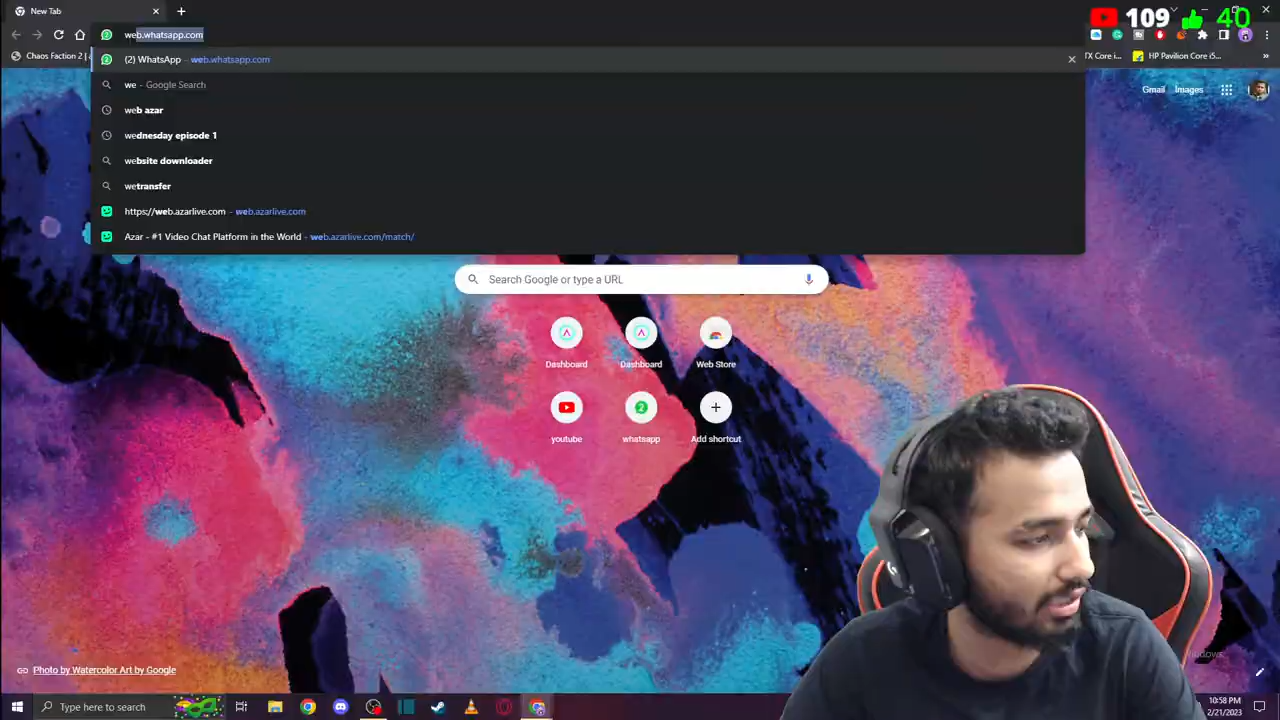 New Tab
109
40
web.whatsapp.com
Chaos Faction 2 |
TX Core i...
HP Pavilion Core i5...
»
(2) WhatsApp - web.whatsapp.com
we - Google Search
web azar
wednesday episode 1
website downloader
wetransfer
https://web.azarlive.com - web.azarlive.com
Azar - #1 Video Chat Platform in the World - web.azarlive.com/match/
Gmail
Images
Search Google or type a URL
Dashboard
Dashboard
Web Store
2
youtube
whatsapp
Add shortcut
Photo by Watercolor Art by Google
Type here to search
10:58 PM
2/21/2023